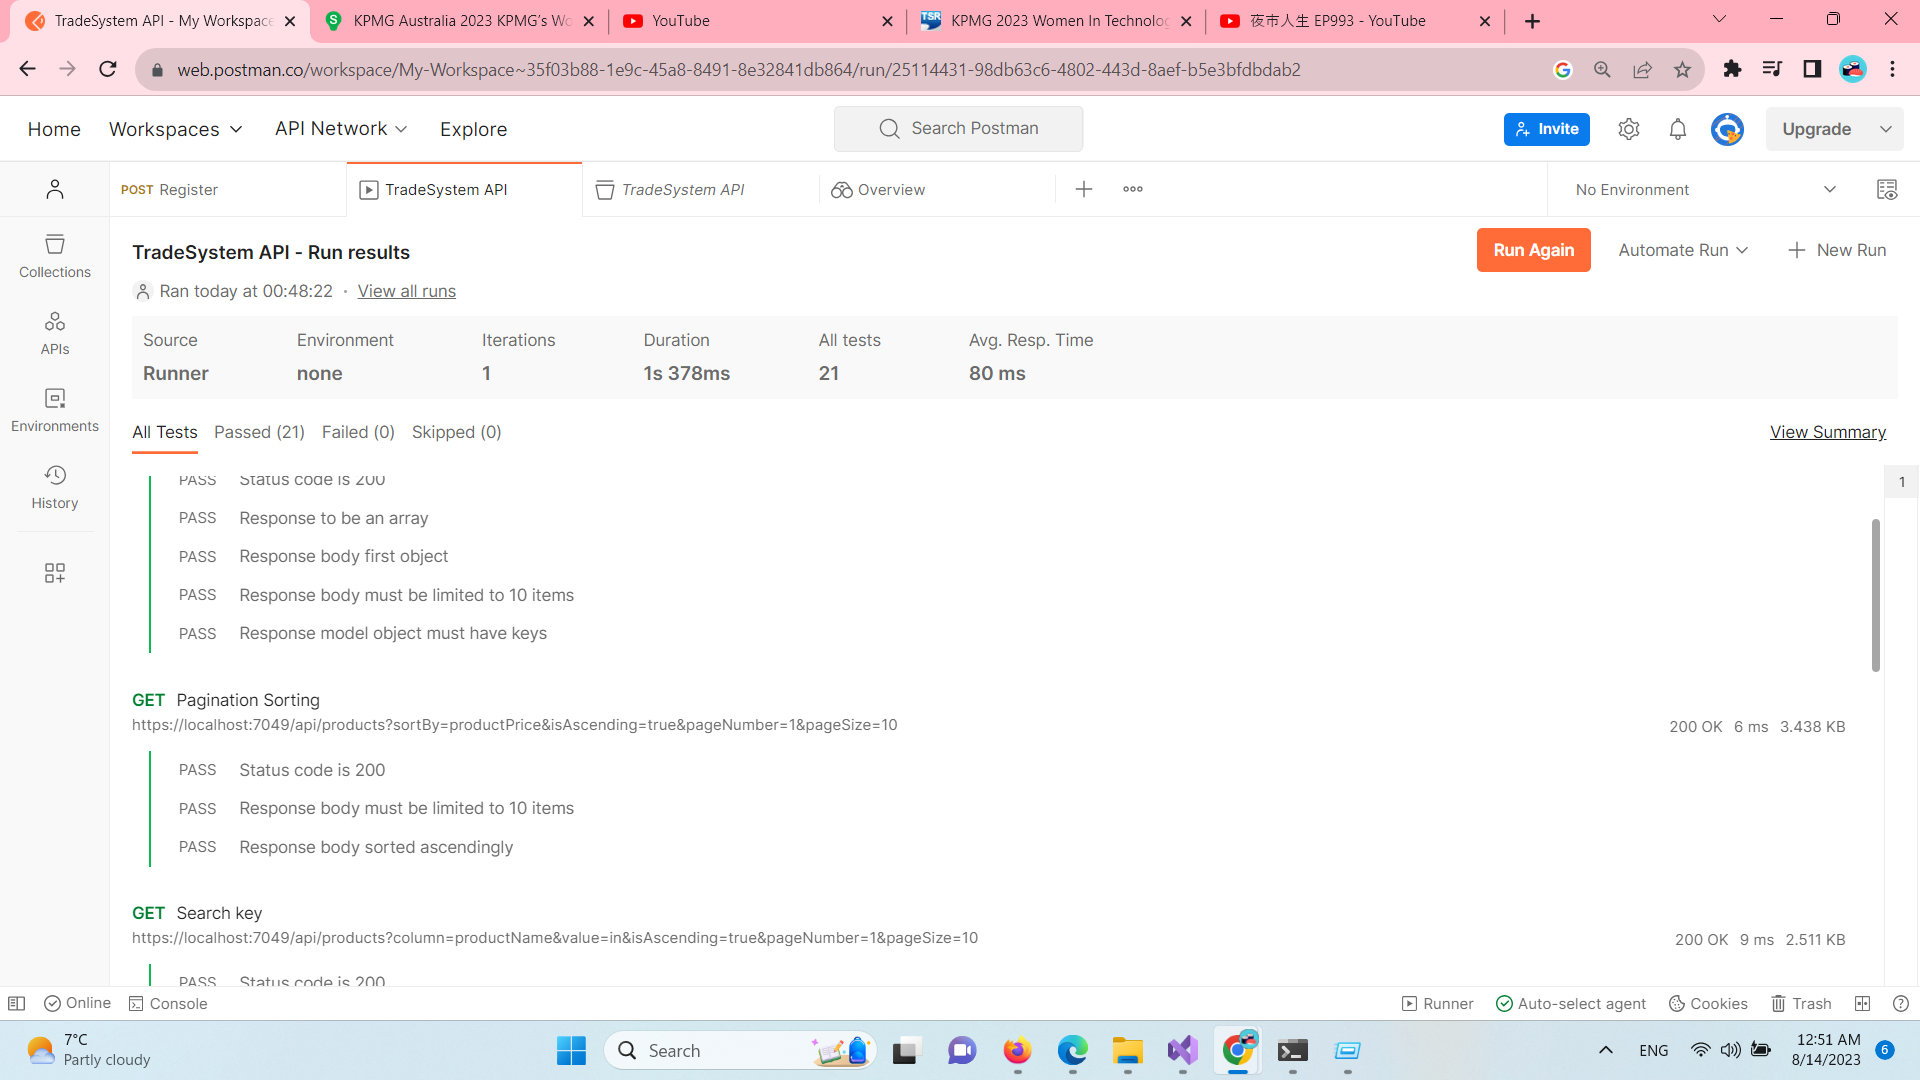 TradeSystem API - My Workspace
KPMG Australia 2023 KPMG's Wo
YouTube
KPMG 2023 Women In Technolog
夜市人生 EP993 - YouTube
web.postman.co/workspace/My-Workspace~35f03b88-1e9c-45a8-8491-8e32841db864/run/25114431-98db63c6-4802-443d-8aef-b5e3bfdbdab2
Home Workspaces API Network Explore
Search Postman
Invite
Upgrade
POST Register
TradeSystem API
TradeSystem API
Overview
No Environment
Collections
APIs
Environments
History
TradeSystem API - Run results
Run Again
Automate Run
New Run
Ran today at 00:48:22 · View all runs
Source Environment Iterations Duration All tests Avg. Resp. Time
Runner none 1 1s 378ms 21 80 ms
All Tests Passed (21) Failed (0) Skipped (0)
View Summary
1
PASS Status code is 200
PASS Response to be an array
PASS Response body first object
PASS Response body must be limited to 10 items
PASS Response model object must have keys
GET Pagination Sorting
https://localhost:7049/api/products?sortBy=productPrice&isAscending=true&pageNumber=1&pageSize=10
200 OK 6 ms 3.438 KB
PASS Status code is 200
PASS Response body must be limited to 10 items
PASS Response body sorted ascendingly
GET Search key
https://localhost:7049/api/products?column=productName&value=in&isAscending=true&pageNumber=1&pageSize=10
200 OK 9 ms 2.511 KB
PASS Status code is 200
Online Console
Runner Auto-select agent Cookies Trash
7°C
Partly cloudy
Search
ENG
12:51 AM
8/14/2023
6